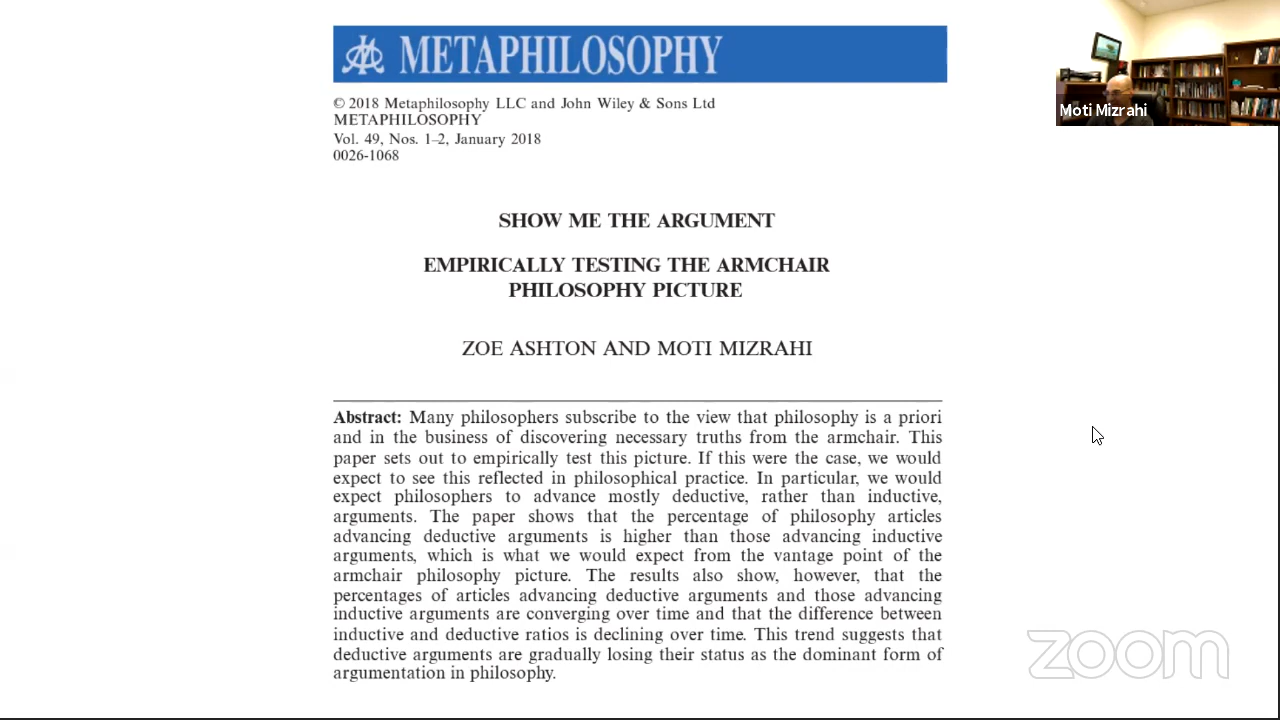 METAPHILOSOPHY
© 2018 Metaphilosophy LLC and John Wiley & Sons Ltd
METAPHILOSOPHY
Vol. 49, Nos. 1–2, January 2018
0026-1068
SHOW ME THE ARGUMENT
EMPIRICALLY TESTING THE ARMCHAIR
PHILOSOPHY PICTURE
ZOE ASHTON AND MOTI MIZRAHI
Abstract: Many philosophers subscribe to the view that philosophy is a priori
and in the business of discovering necessary truths from the armchair. This
paper sets out to empirically test this picture. If this were the case, we would
expect to see this reflected in philosophical practice. In particular, we would
expect philosophers to advance mostly deductive, rather than inductive,
arguments. The paper shows that the percentage of philosophy articles
advancing deductive arguments is higher than those advancing inductive
arguments, which is what we would expect from the vantage point of the
armchair philosophy picture. The results also show, however, that the
percentages of articles advancing deductive arguments and those advancing
inductive arguments are converging over time and that the difference between
inductive and deductive ratios is declining over time. This trend suggests that
deductive arguments are gradually losing their status as the dominant form of
argumentation in philosophy.
Moti Mizrahi
zoom